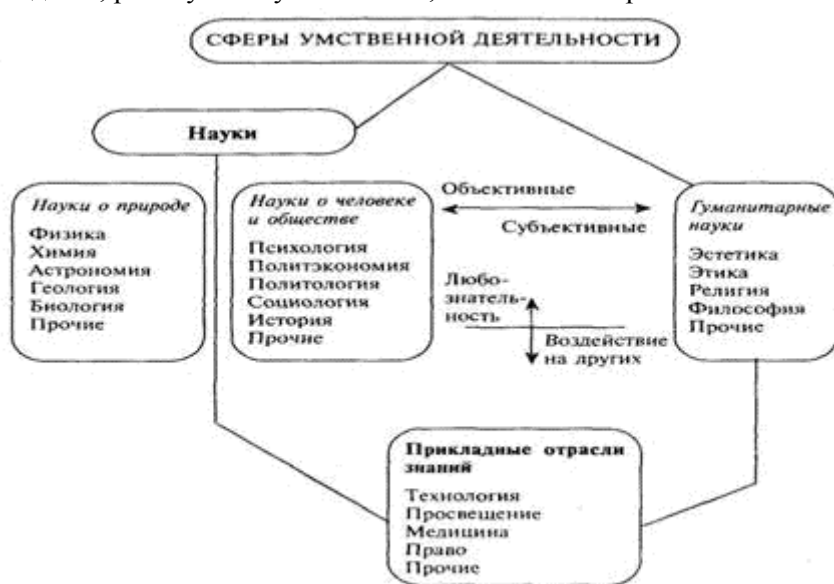 СФЕРЫ УМСТВЕННОЙ ДЕЯТЕЛЬНОСТИ
Науки
Науки о природе
Физика
Химия
Астрономия
Геология
Биология
Прочие
Науки о человеке
и обществе
Психология
Политэкономия
Политология
Социология
История
Прочие
Объективные
Субъективные
Любо-
знатель-
ность
Воздействие
на других
Гуманитарные
науки
Эстетика
Этика
Религия
Философия
Прочие
Прикладные отрасли
знаний
Технология
Просвещение
Медицина
Право
Прочие